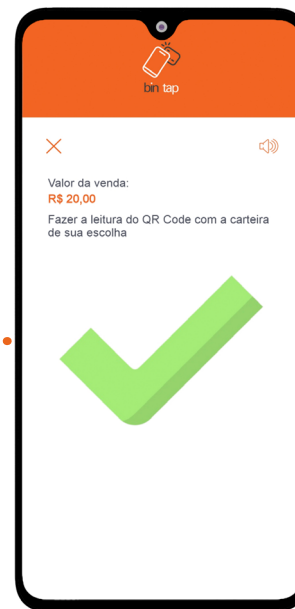 bin tap
Valor da venda:
R$ 20,00
Fazer a leitura do QR Code com a carteira
de sua escolha